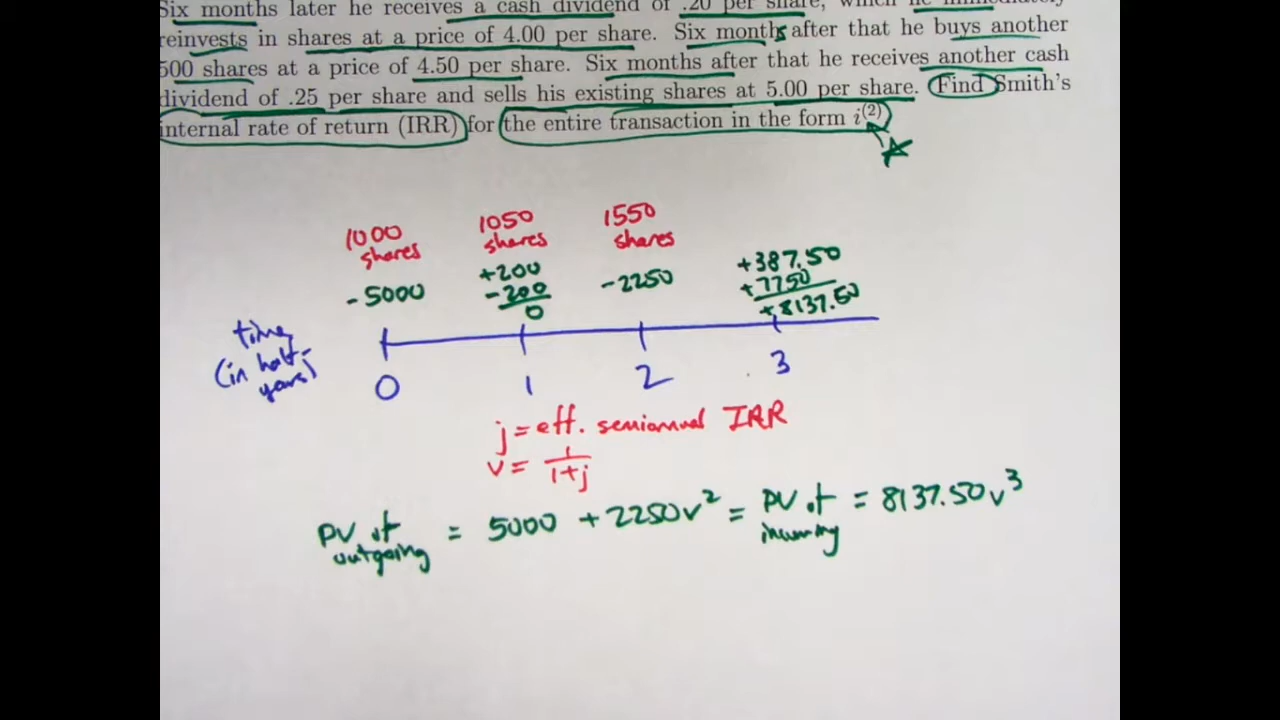 Six months later he receives a cash dividend of .20 per share, which he immediately
reinvests in shares at a price of 4.00 per share. Six months after that he buys another
500 shares at a price of 4.50 per share. Six months after that he receives another cash
dividend of .25 per share and sells his existing shares at 5.00 per share. Find Smith's
internal rate of return (IRR) for the entire transaction in the form i⁽²⁾.
1000 shares
1050 shares
1550 shares
-5000
+200
-200
0
-2250
+387.50
+7750
+8137.50
time
(in half-
years)
0
1
2
3
j = eff. semiannual IRR
v = 1/(1+j)
PV of outgoing = 5000 + 2250v² = PV of incoming = 8137.50v³